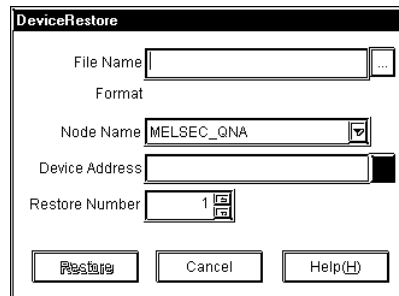 DeviceRestore
File Name
...
Format
Node Name MELSEC_QNA
Device Address
Restore Number 1
Restore Cancel Help(H)